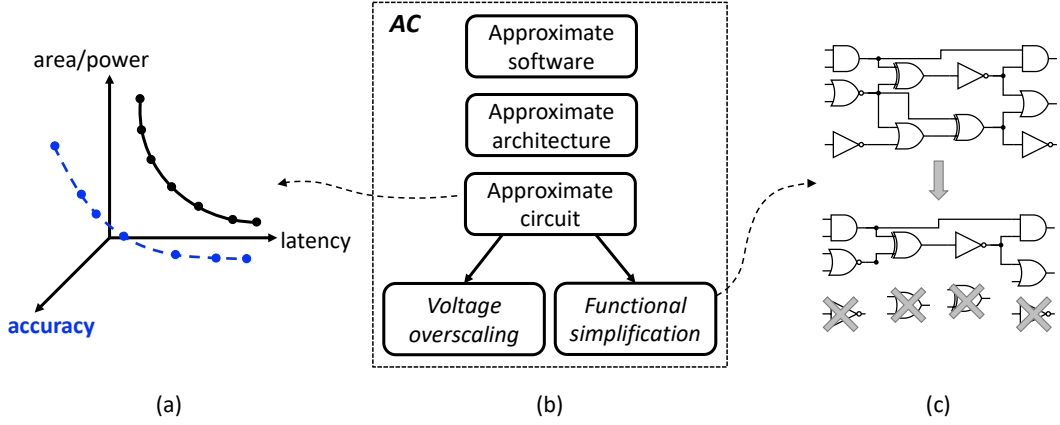 area/power
latency
accuracy
(a)
AC
Approximate
software
Approximate
architecture
Approximate
circuit
Voltage
overscaling
Functional
simplification
(b)
(c)